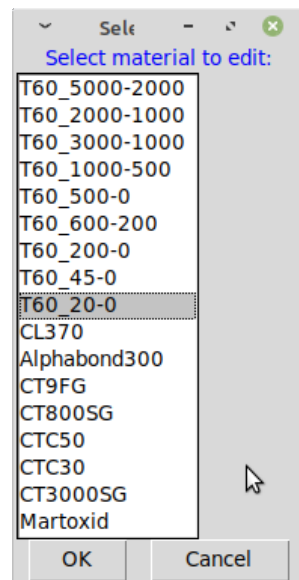 Sele
Select material to edit:
T60_5000-2000
T60_2000-1000
T60_3000-1000
T60_1000-500
T60_500-0
T60_600-200
T60_200-0
T60_45-0
T60_20-0
CL370
Alphabond300
CT9FG
CT800SG
CTC50
CTC30
CT3000SG
Martoxid
OK Cancel